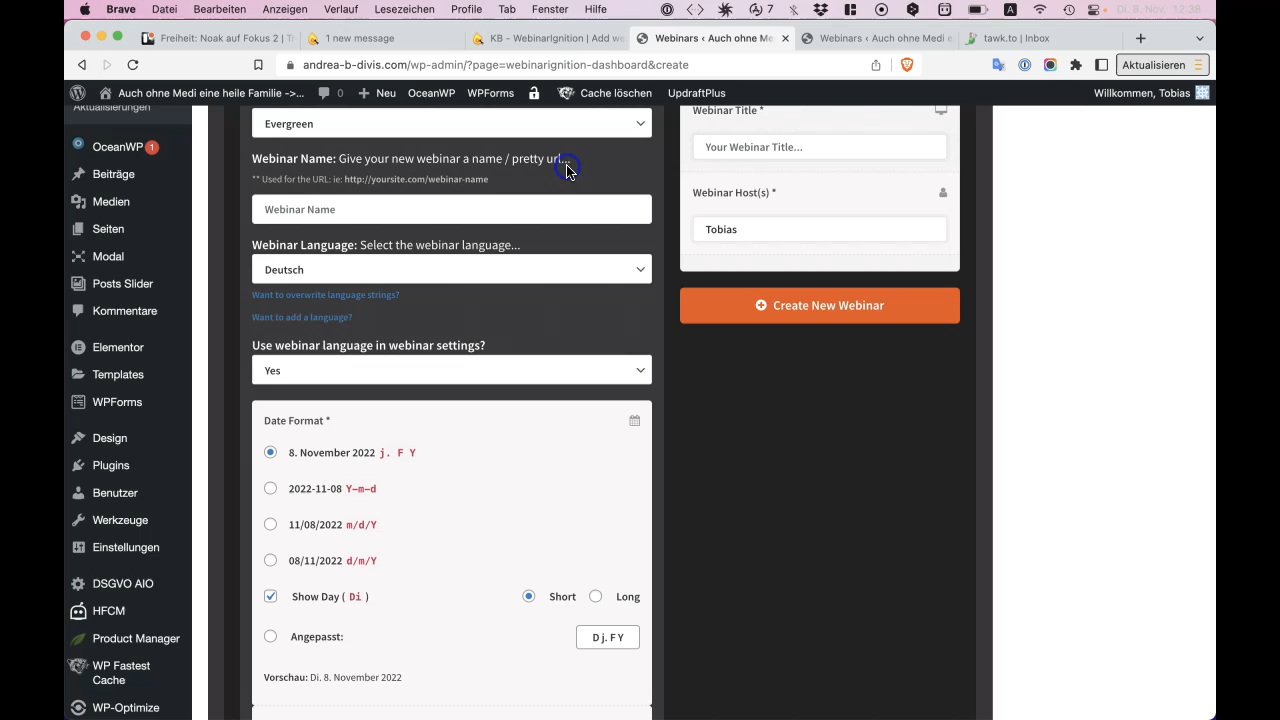 Brave Datei Bearbeiten Anzeigen Verlauf Lesezeichen Profile Tab Fenster Hilfe 7 A Di. 8. Nov. 12:38
Freiheit: Noak auf Fokus 2 | Tr
1 new message
KB - WebinarIgnition | Add we
Webinars ‹ Auch ohne Me
Webinars ‹ Auch ohne Medi e
tawk.to | Inbox
andrea-b-divis.com/wp-admin/?page=webinarignition-dashboard&create
Aktualisieren
Auch ohne Medi eine heile Familie ->... 0 Neu OceanWP WPForms Cache löschen UpdraftPlus Willkommen, Tobias
Aktualisierungen
OceanWP 1
Beiträge
Medien
Seiten
Modal
Posts Slider
Kommentare
Elementor
Templates
WPForms
Design
Plugins
Benutzer
Werkzeuge
Einstellungen
DSGVO AIO
HFCM
Product Manager
WP Fastest
Cache
WP-Optimize
Evergreen
Webinar Name: Give your new webinar a name / pretty url...
** Used for the URL: ie: http://yoursite.com/webinar-name
Webinar Name
Webinar Language: Select the webinar language...
Deutsch
Want to overwrite language strings?
Want to add a language?
Use webinar language in webinar settings?
Yes
Date Format *
8. November 2022 j. F Y
2022-11-08 Y-m-d
11/08/2022 m/d/Y
08/11/2022 d/m/Y
Show Day ( Di ) Short Long
Angepasst: D j. F Y
Vorschau: Di. 8. November 2022
Webinar Title *
Your Webinar Title...
Webinar Host(s) *
Tobias
Create New Webinar